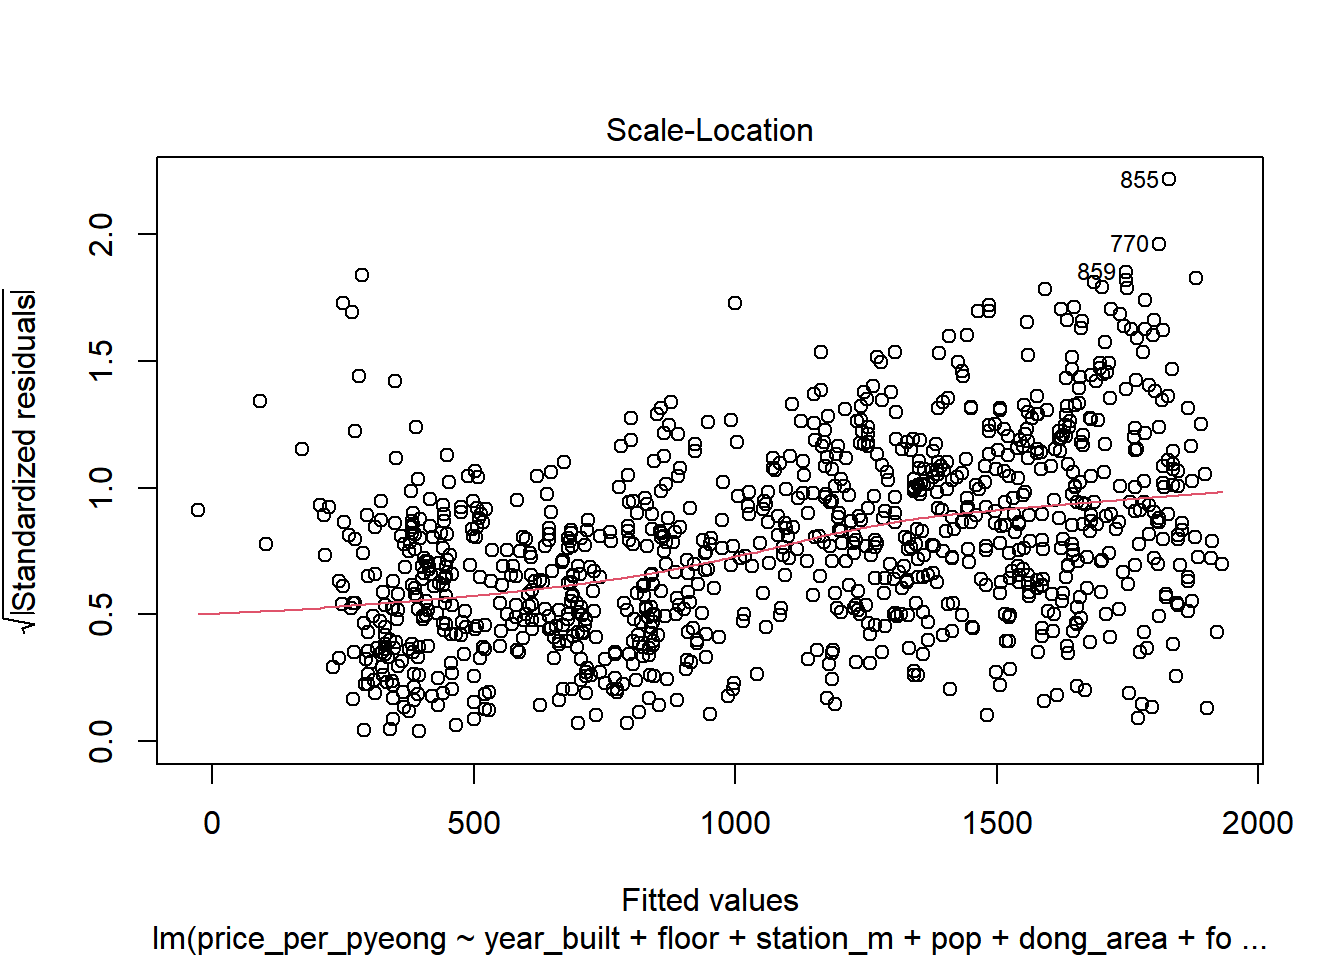 Scale-Location
√|Standardized residuals|
2.0
1.5
1.0
0.5
0.0
855
770
859
0 500 1000 1500 2000
Fitted values
lm(price_per_pyeong ~ year_built + floor + station_m + pop + dong_area + fo ...